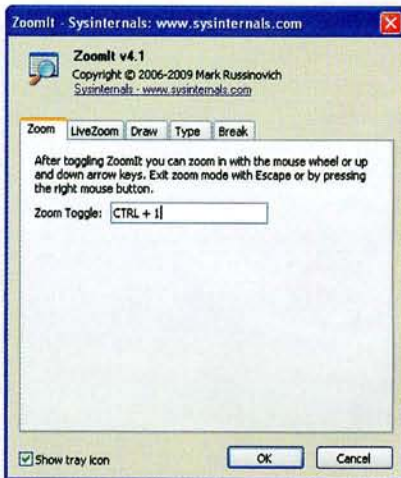 ZoomIt - Sysinternals: www.sysinternals.com
ZoomIt v4.1
Copyright © 2006-2009 Mark Russinovich
Sysinternals - www.sysinternals.com
Zoom LiveZoom Draw Type Break
After toggling ZoomIt you can zoom in with the mouse wheel or up
and down arrow keys. Exit zoom mode with Escape or by pressing
the right mouse button.
Zoom Toggle: CTRL + 1
Show tray icon OK Cancel